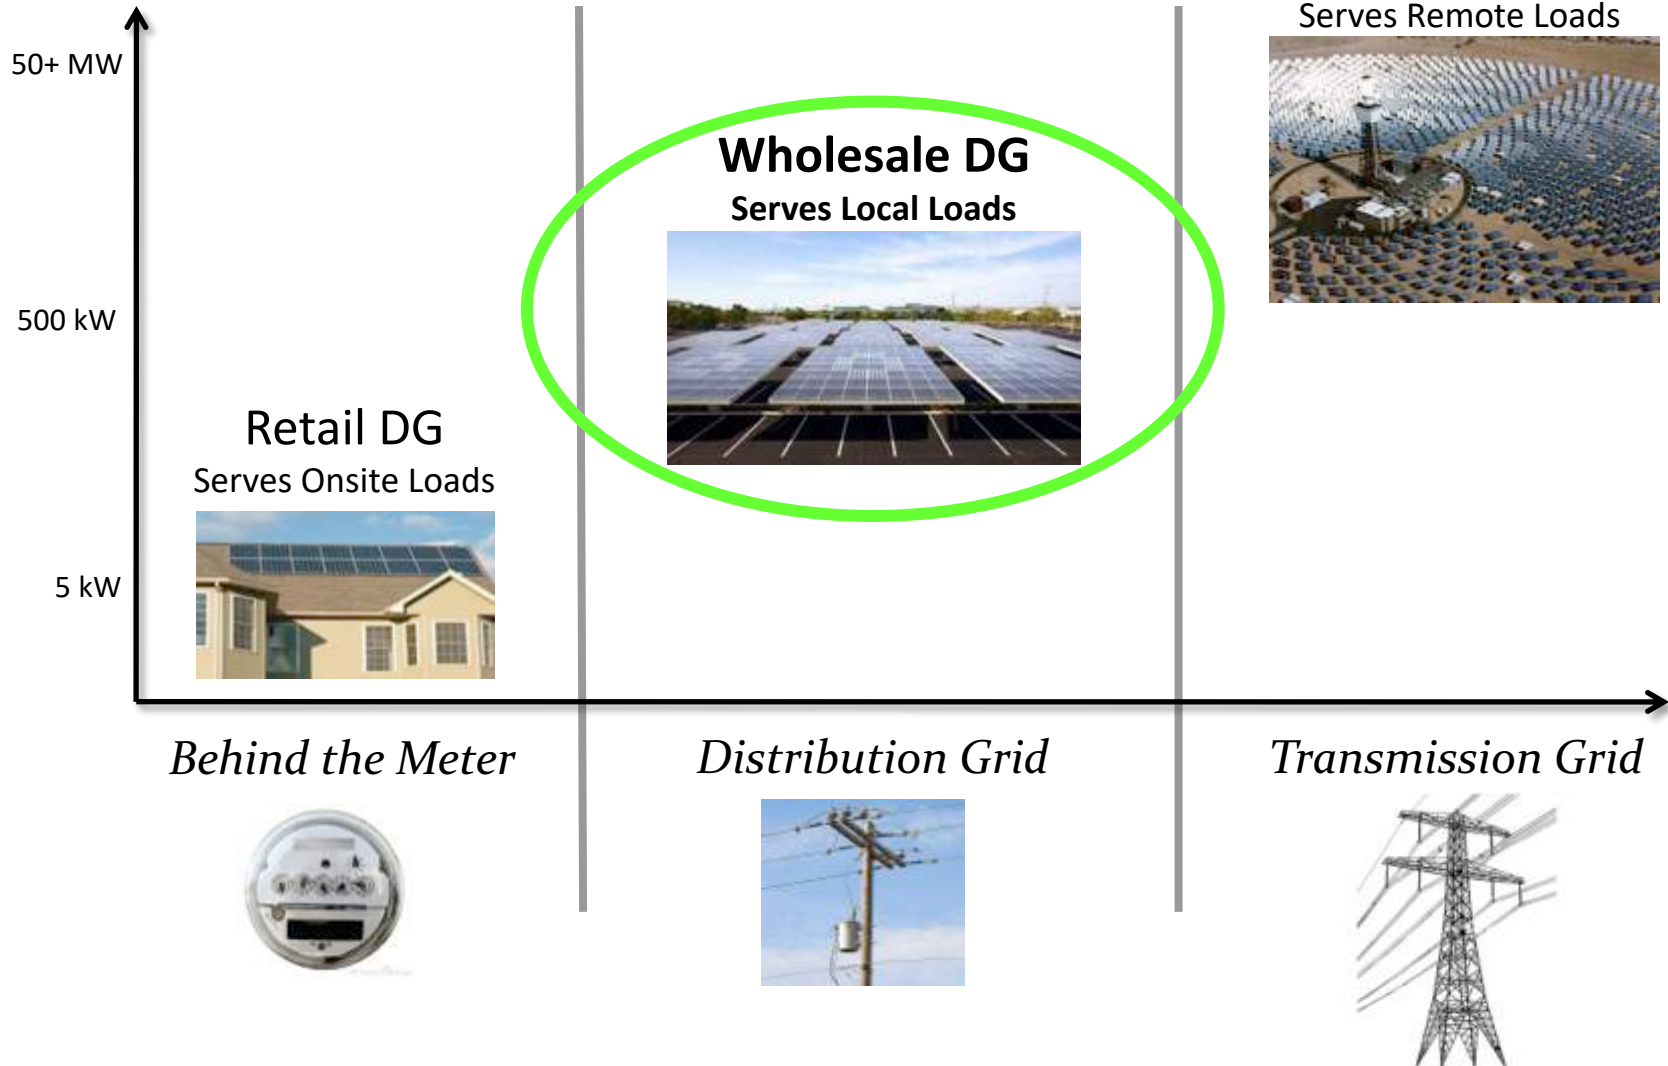 Serves Remote Loads
50+ MW
Wholesale DG
Serves Local Loads
500 kW
Retail DG
Serves Onsite Loads
5 kW
Behind the Meter
Distribution Grid
Transmission Grid